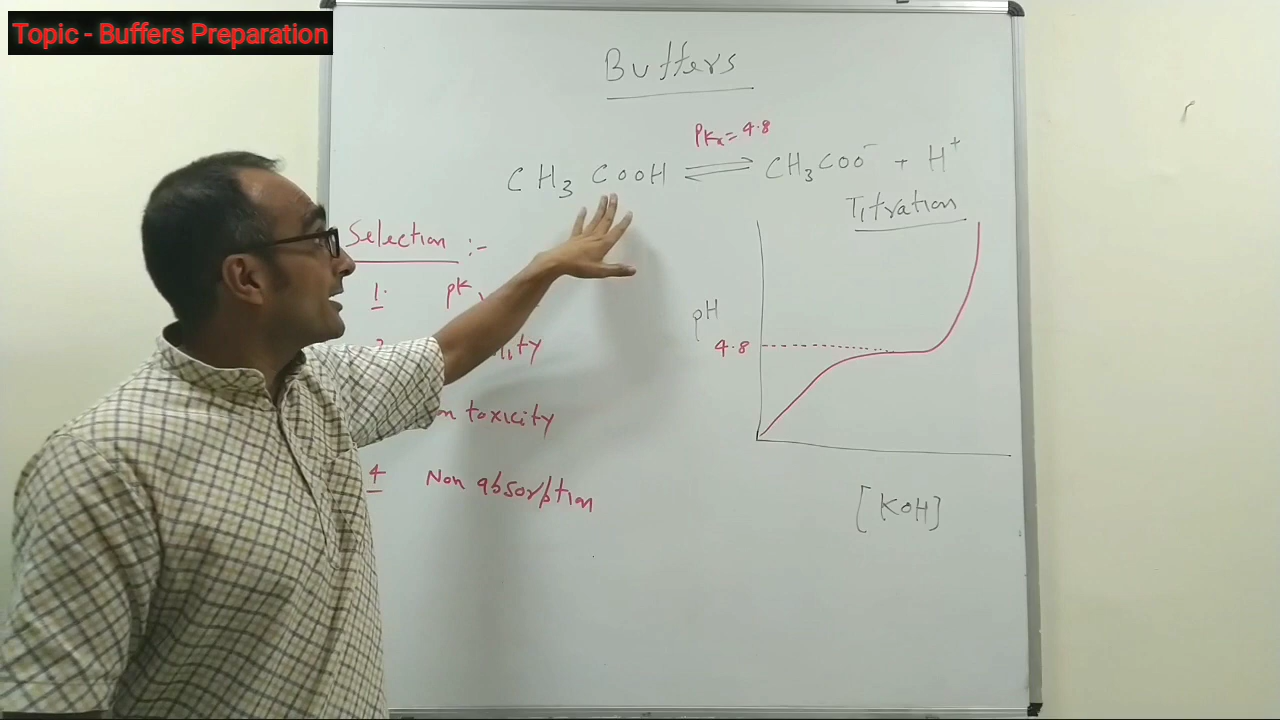 Topic - Buffers Preparation
Buffers
pKa = 4.8
CH3 COOH ⇌ CH3COO⁻ + H⁺
Selection :-
1. pK
toxicity
4 Non absorption
Titration
pH
4.8
[KOH]